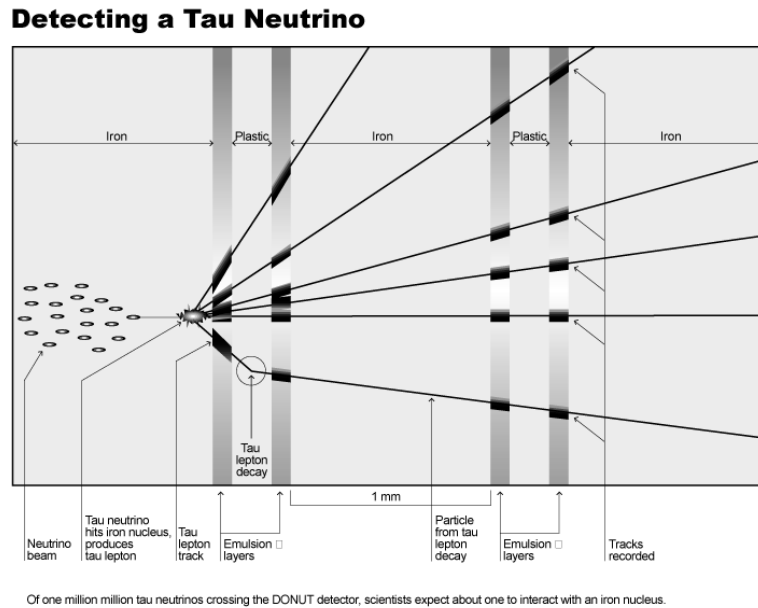 Detecting a Tau Neutrino
Iron
Plastic
Iron
Plastic
Iron
Tau
lepton
decay
1 mm
Neutrino
beam
Tau neutrino
hits iron nucleus,
produces
tau lepton
Tau
lepton
track
Emulsion □
layers
Particle
from tau
lepton
decay
Emulsion □
layers
Tracks
recorded
Of one million million tau neutrinos crossing the DONUT detector, scientists expect about one to interact with an iron nucleus.